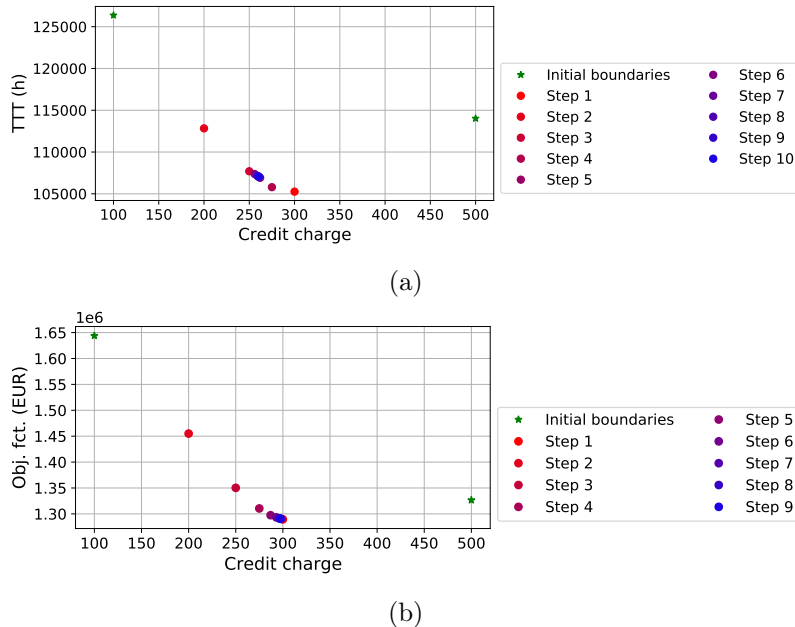 125000
120000
115000
110000
105000
TTT (h)
100 150 200 250 300 350 400 450 500
Credit charge
Initial boundaries
Step 1
Step 2
Step 3
Step 4
Step 5
Step 6
Step 7
Step 8
Step 9
Step 10
(a)
1e6
1.65
1.60
1.55
1.50
1.45
1.40
1.35
1.30
Obj. fct. (EUR)
100 150 200 250 300 350 400 450 500
Credit charge
Initial boundaries
Step 1
Step 2
Step 3
Step 4
Step 5
Step 6
Step 7
Step 8
Step 9
(b)